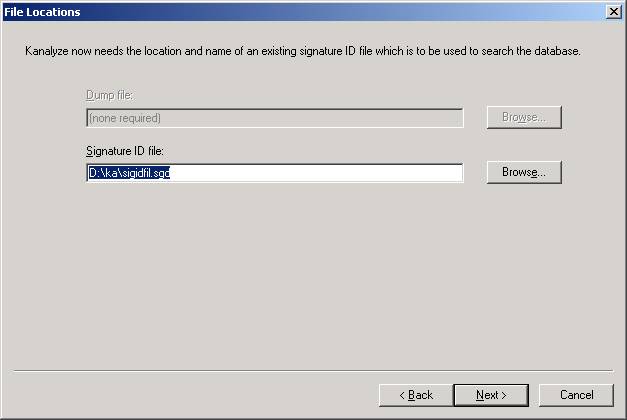 File Locations
Kanalyze now needs the location and name of an existing signature ID file which is to be used to search the database.
Dump file:
(none required)
Browse...
Signature ID file:
D:\ka\sigidfil.sgd
Browse...
< Back
Next >
Cancel